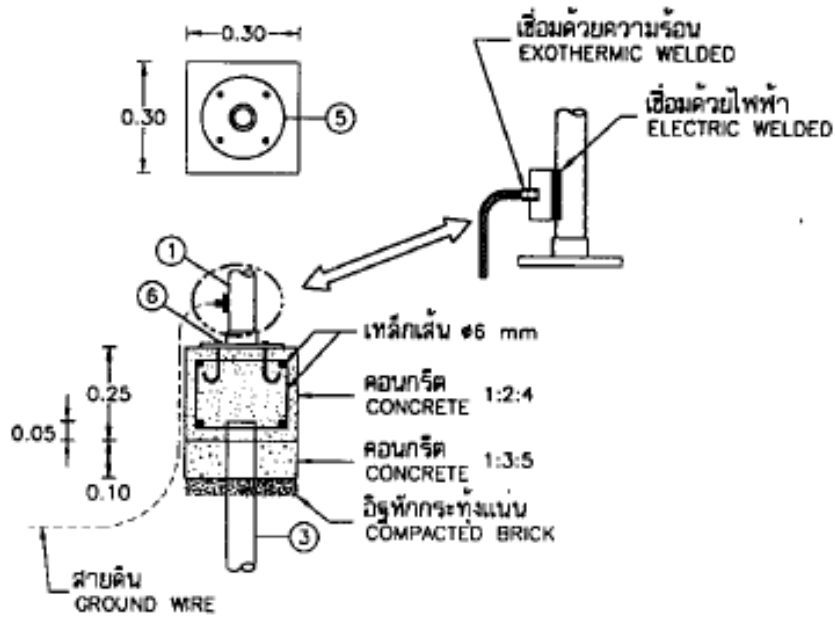 0.30
0.30
5
เชื่อมด้วยความร้อน
EXOTHERMIC WELDED
เชื่อมด้วยไฟฟ้า
ELECTRIC WELDED
1
6
เหล็กเส้น ø6 mm
0.25
คอนกรีต
CONCRETE 1:2:4
0.05
คอนกรีต
CONCRETE 1:3:5
0.10
อิฐหักกระทุ้งแน่น
COMPACTED BRICK
3
สายดิน
GROUND WIRE